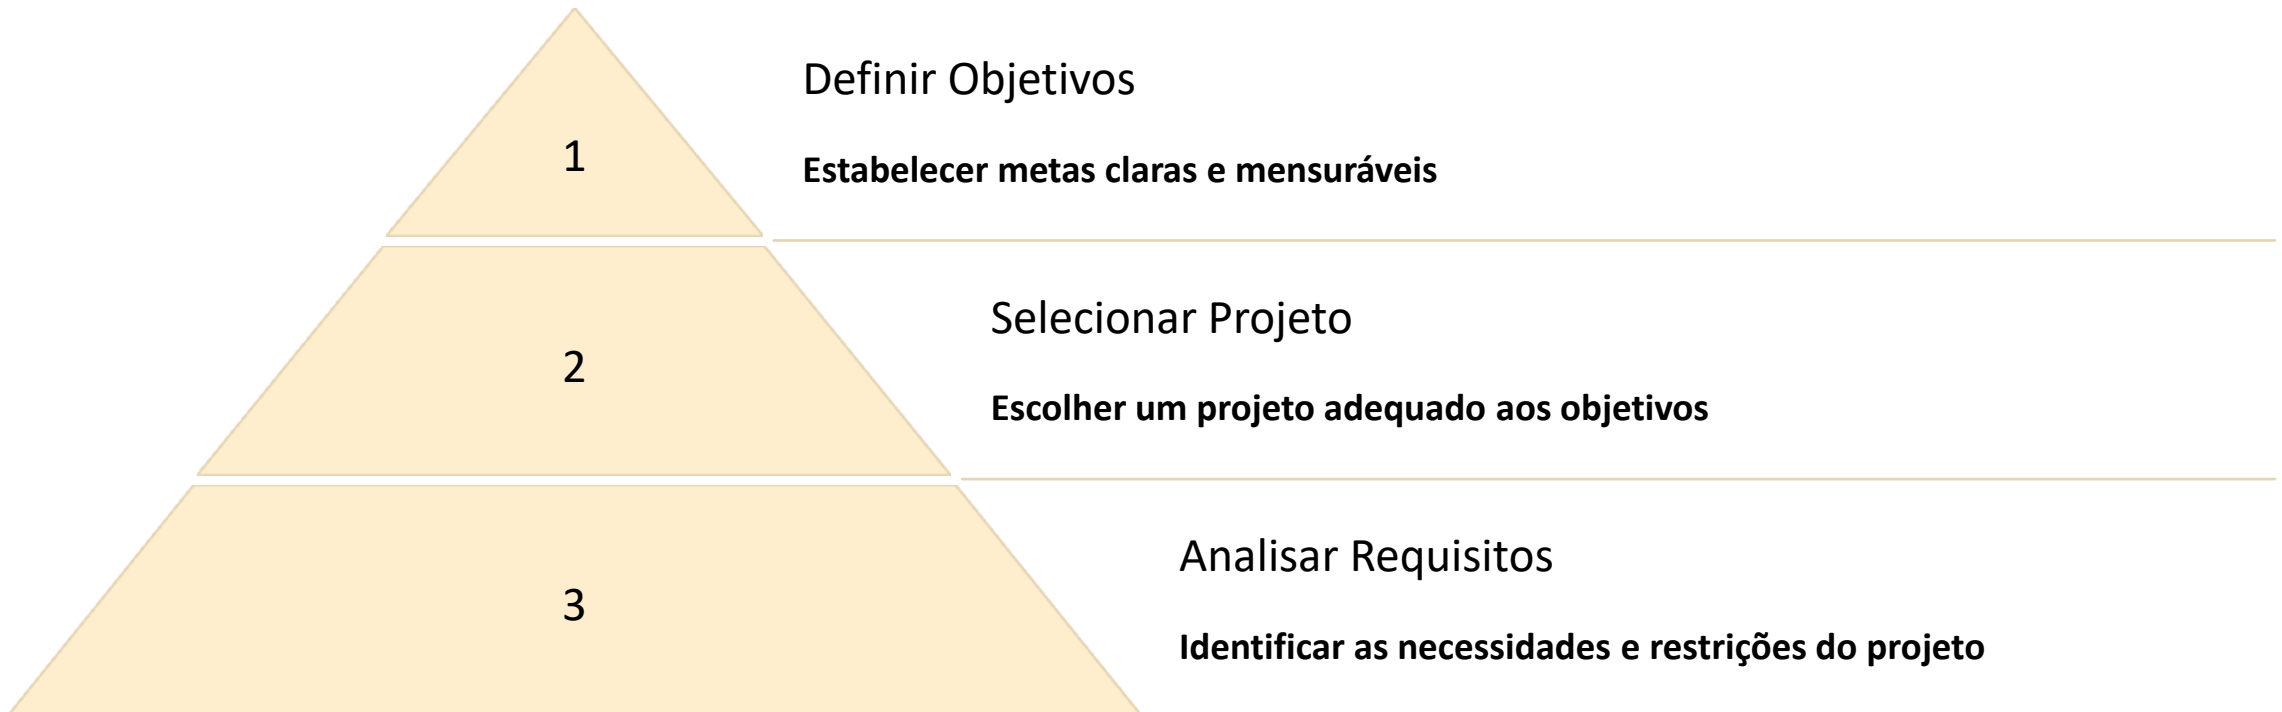 1
Definir Objetivos
Estabelecer metas claras e mensuráveis
2
Selecionar Projeto
Escolher um projeto adequado aos objetivos
3
Analisar Requisitos
Identificar as necessidades e restrições do projeto